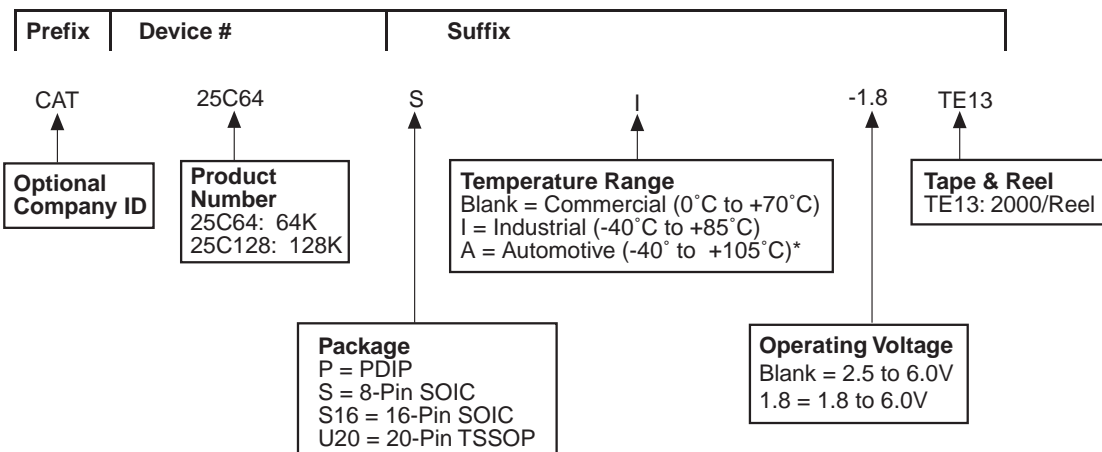 Prefix Device # Suffix
CAT 25C64 S I -1.8 TE13
Optional
Company ID
Product
Number
25C64: 64K
25C128: 128K
Temperature Range
Blank = Commercial (0˚C to +70˚C)
I = Industrial (-40˚C to +85˚C)
A = Automotive (-40˚ to +105˚C)*
Tape & Reel
TE13: 2000/Reel
Package
P = PDIP
S = 8-Pin SOIC
S16 = 16-Pin SOIC
U20 = 20-Pin TSSOP
Operating Voltage
Blank = 2.5 to 6.0V
1.8 = 1.8 to 6.0V